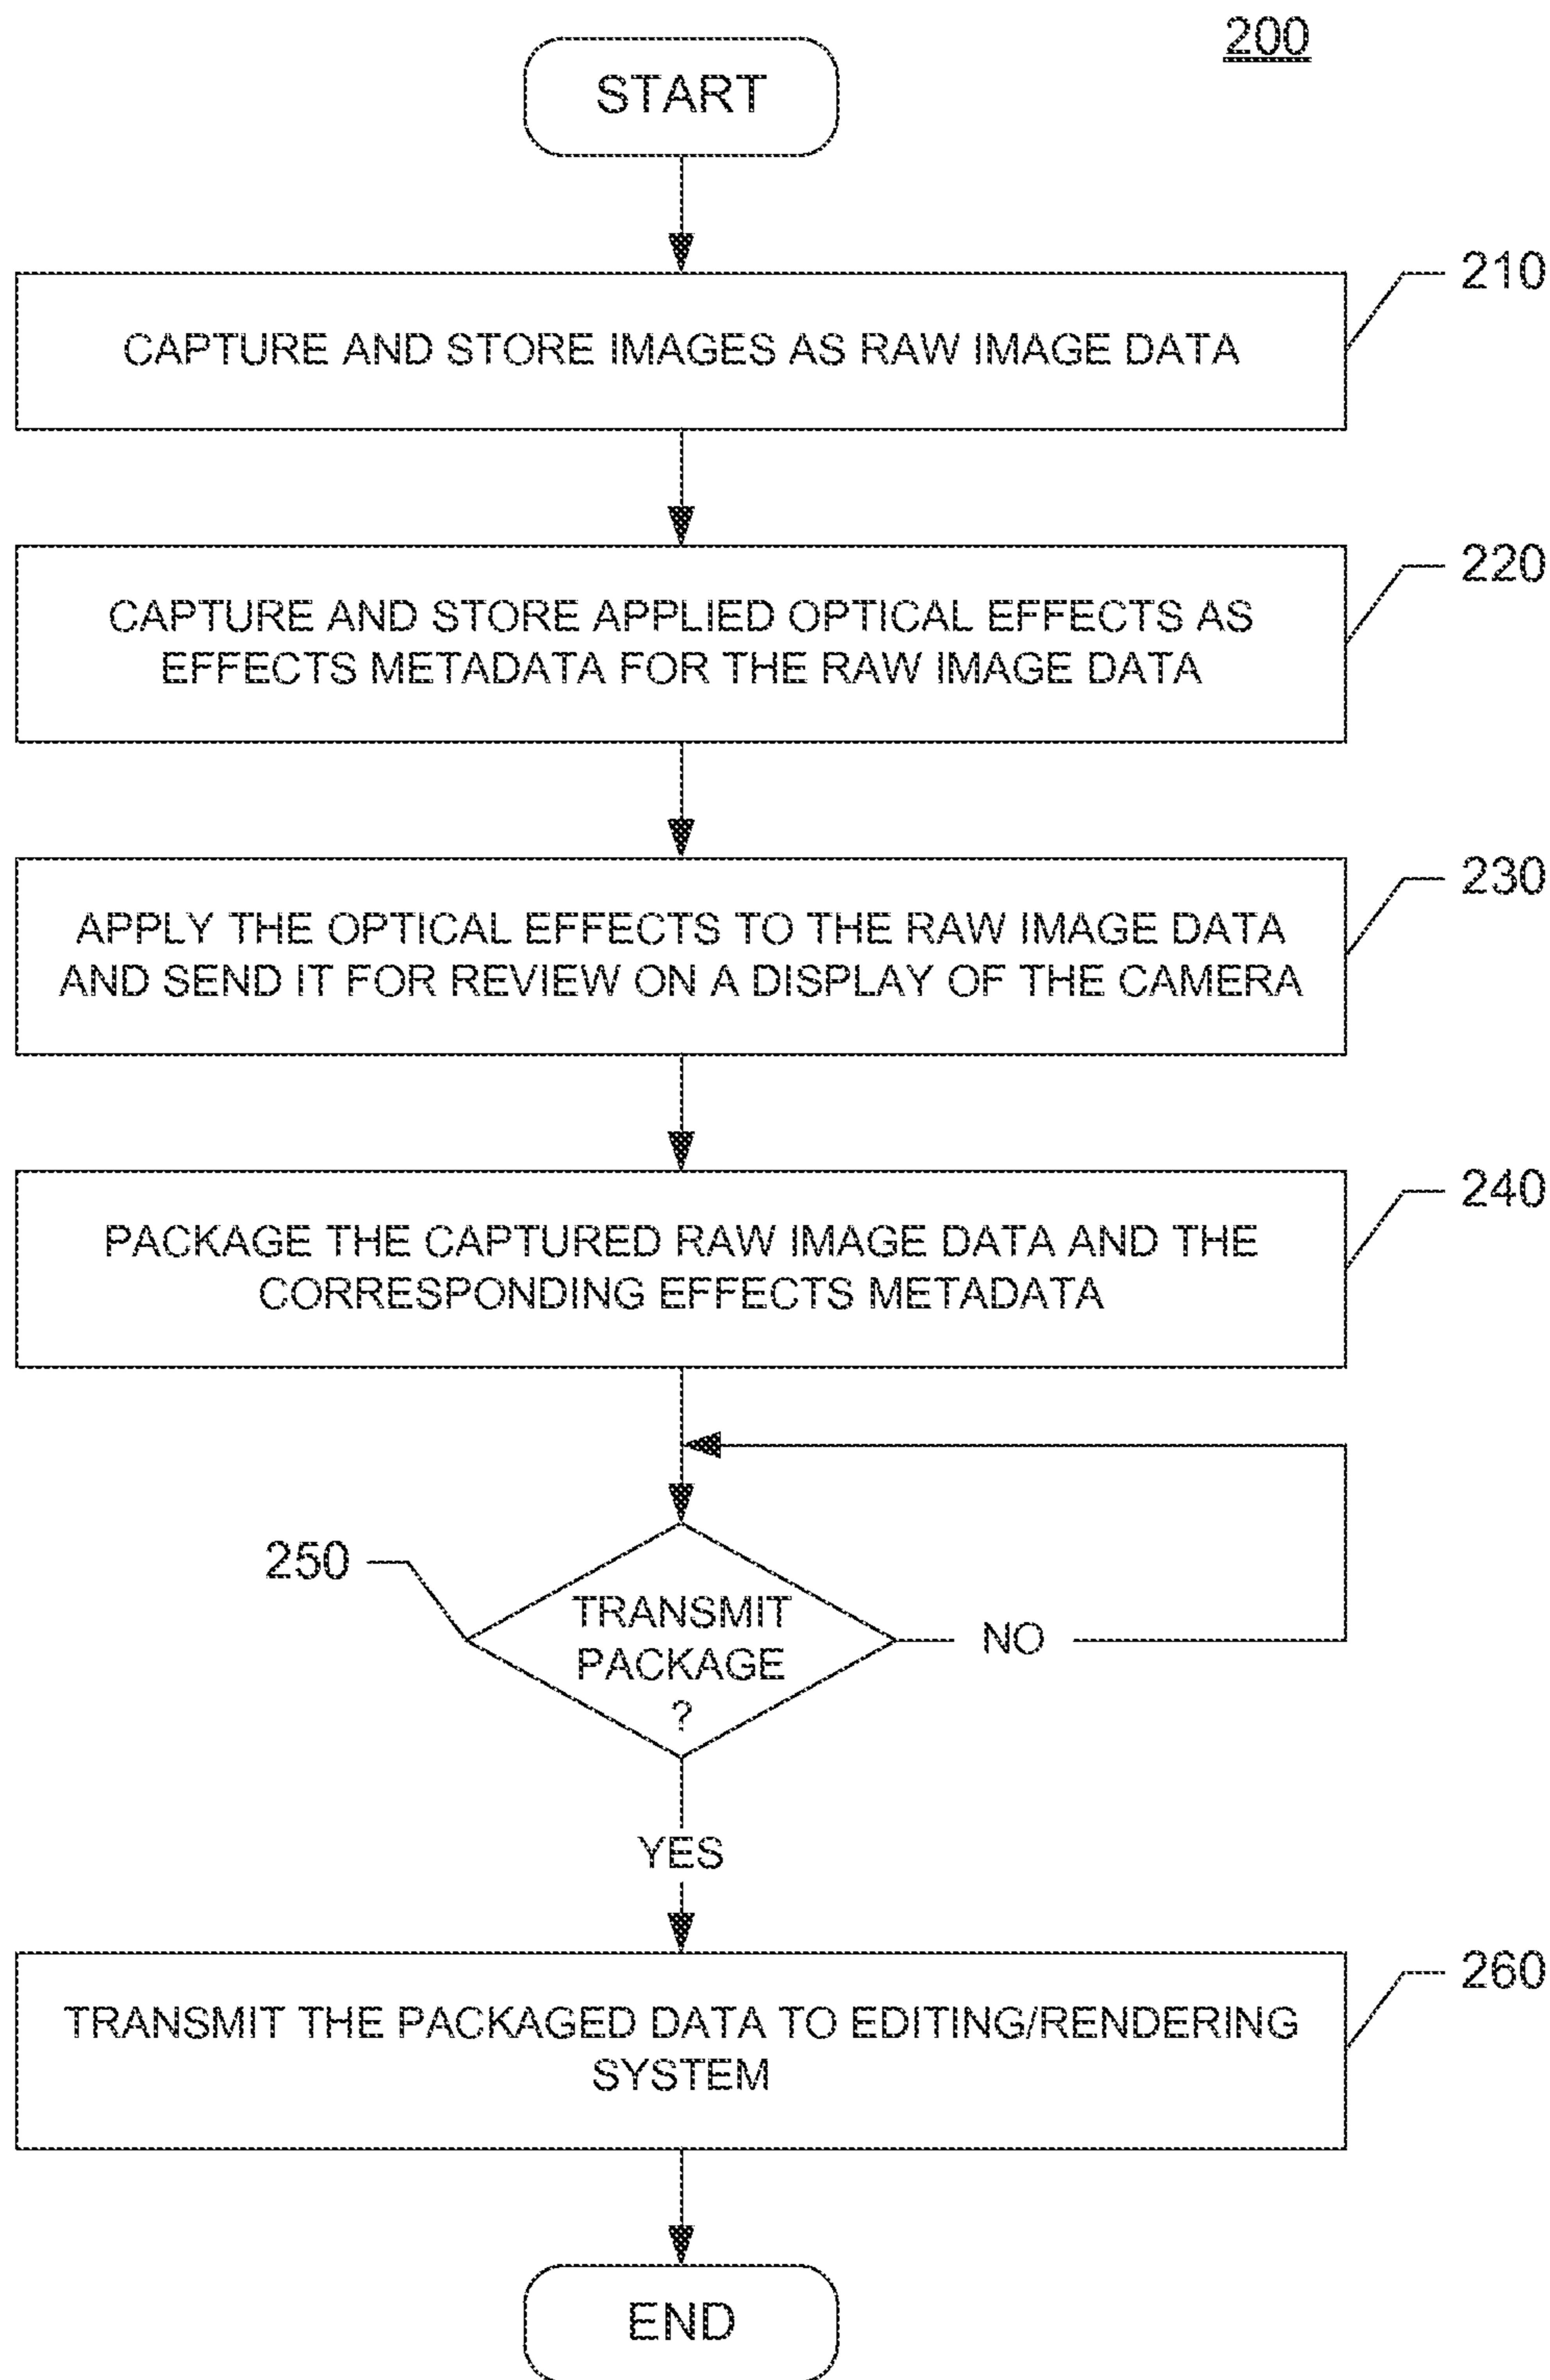 200
START
210
CAPTURE AND STORE IMAGES AS RAW IMAGE DATA
220
CAPTURE AND STORE APPLIED OPTICAL EFFECTS AS
EFFECTS METADATA FOR THE RAW IMAGE DATA
230
APPLY THE OPTICAL EFFECTS TO THE RAW IMAGE DATA
AND SEND IT FOR REVIEW ON A DISPLAY OF THE CAMERA
240
PACKAGE THE CAPTURED RAW IMAGE DATA AND THE
CORRESPONDING EFFECTS METADATA
250
TRANSMIT
PACKAGE
?
NO
YES
260
TRANSMIT THE PACKAGED DATA TO EDITING/RENDERING
SYSTEM
END